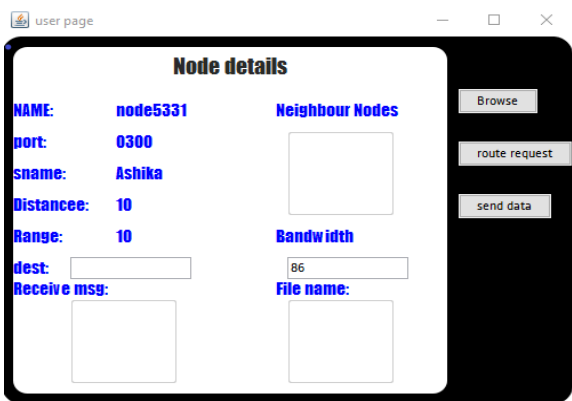 user page
Node details
NAME: node5331 Neighbour Nodes
port: 0300
sname: Ashika
Distancee: 10
Range: 10 Bandwidth
dest: 86
Receive msg: File name:
Browse
route request
send data